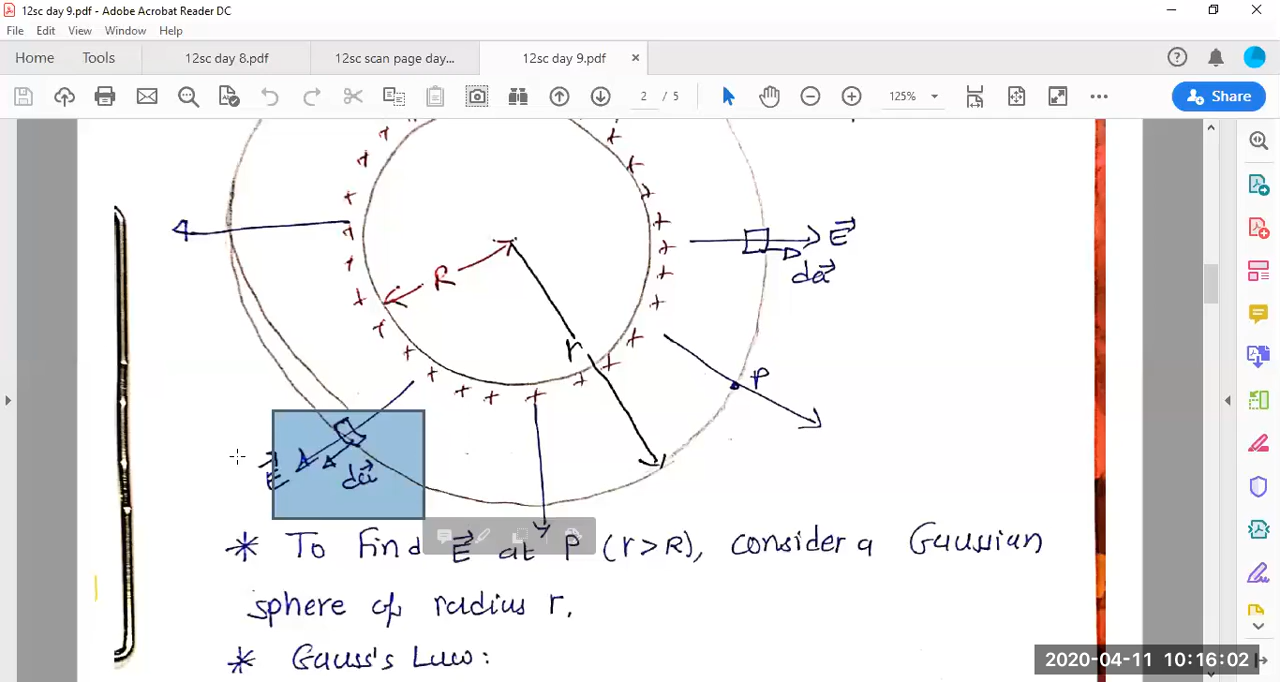 12sc day 9.pdf - Adobe Acrobat Reader DC
File Edit View Window Help
Home Tools 12sc day 8.pdf 12sc scan page day... 12sc day 9.pdf ×
2 / 5 125% Share
R
r
E⃗
da⃗
P
E⃗
da⃗
* To Find E⃗ at P (r>R), consider a Gaussian
sphere of radius r.
* Gauss's Law:
2020-04-11 10:16:02